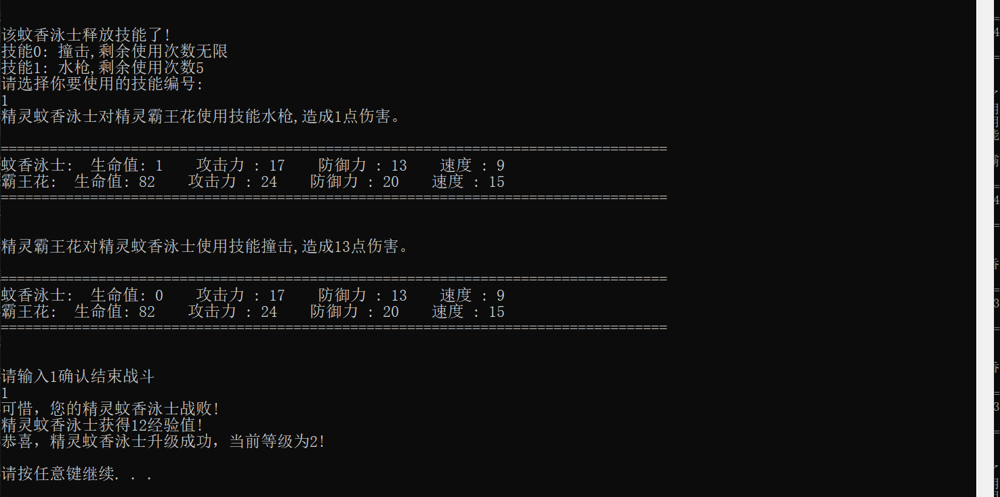 该蚊香泳士释放技能了!
技能0: 撞击,剩余使用次数无限
技能1: 水枪,剩余使用次数5
请选择你要使用的技能编号:
1
精灵蚊香泳士对精灵霸王花使用技能水枪,造成1点伤害。
==================================================================================
蚊香泳士: 生命值: 1 攻击力 : 17 防御力 : 13 速度 : 9
霸王花: 生命值: 82 攻击力 : 24 防御力 : 20 速度 : 15
==================================================================================
精灵霸王花对精灵蚊香泳士使用技能撞击,造成13点伤害。
==================================================================================
蚊香泳士: 生命值: 0 攻击力 : 17 防御力 : 13 速度 : 9
霸王花: 生命值: 82 攻击力 : 24 防御力 : 20 速度 : 15
==================================================================================
请输入1确认结束战斗
1
可惜，您的精灵蚊香泳士战败!
精灵蚊香泳士获得12经验值!
恭喜，精灵蚊香泳士升级成功，当前等级为2!
请按任意键继续. . .